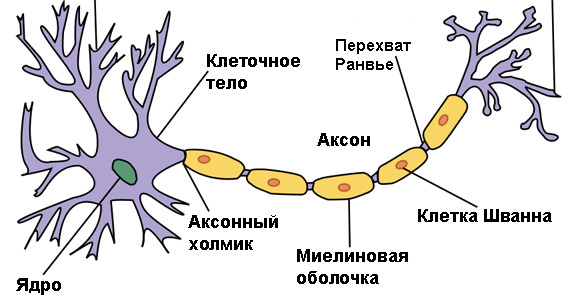 Клеточное
тело
Перехват
Ранвье
Аксон
Аксонный
холмик
Клетка Шванна
Миелиновая
оболочка
Ядро